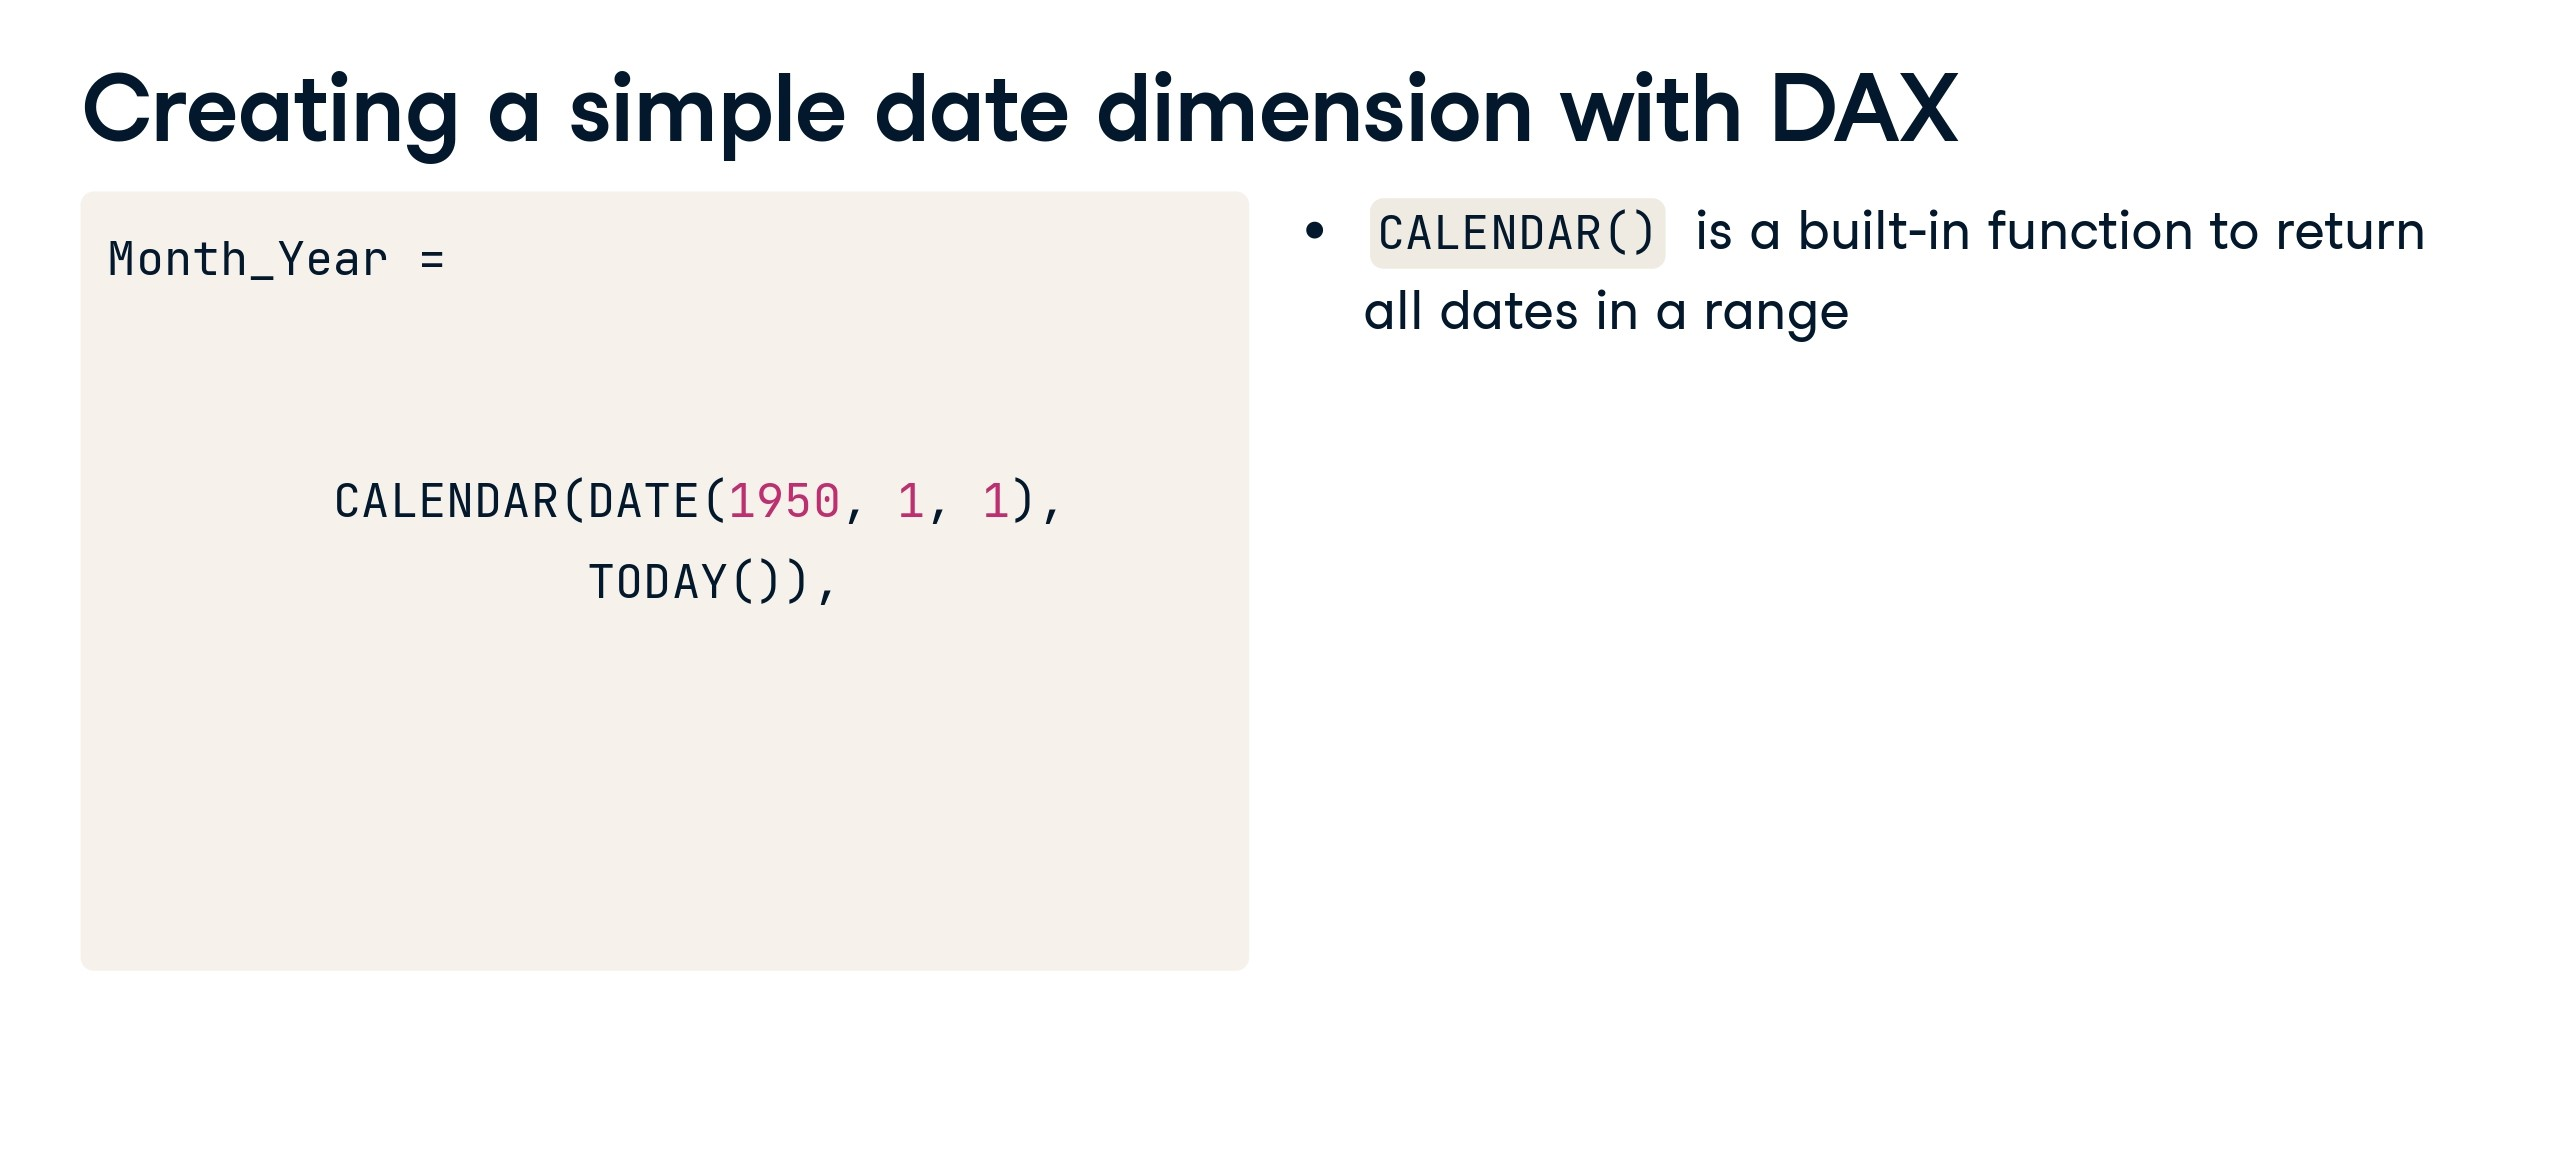 Creating a simple date dimension with DAX
Month_Year =
CALENDAR(DATE(1950, 1, 1),
TODAY()),
• CALENDAR() is a built-in function to return
all dates in a range